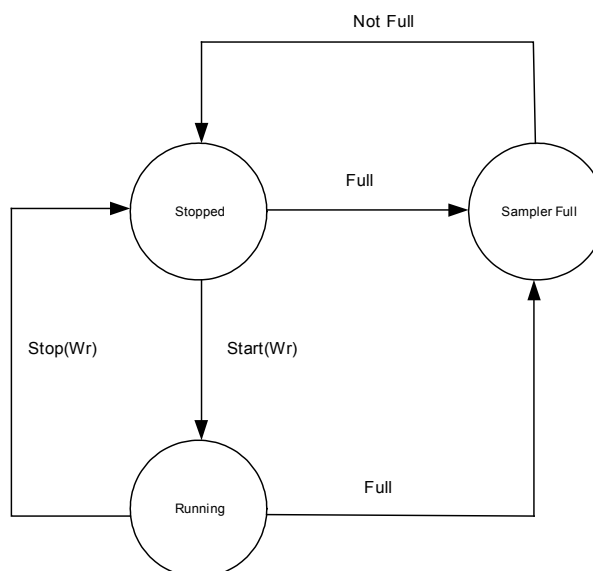 Not Full
Full
Stopped
Sampler Full
Stop(Wr)
Start(Wr)
Full
Running